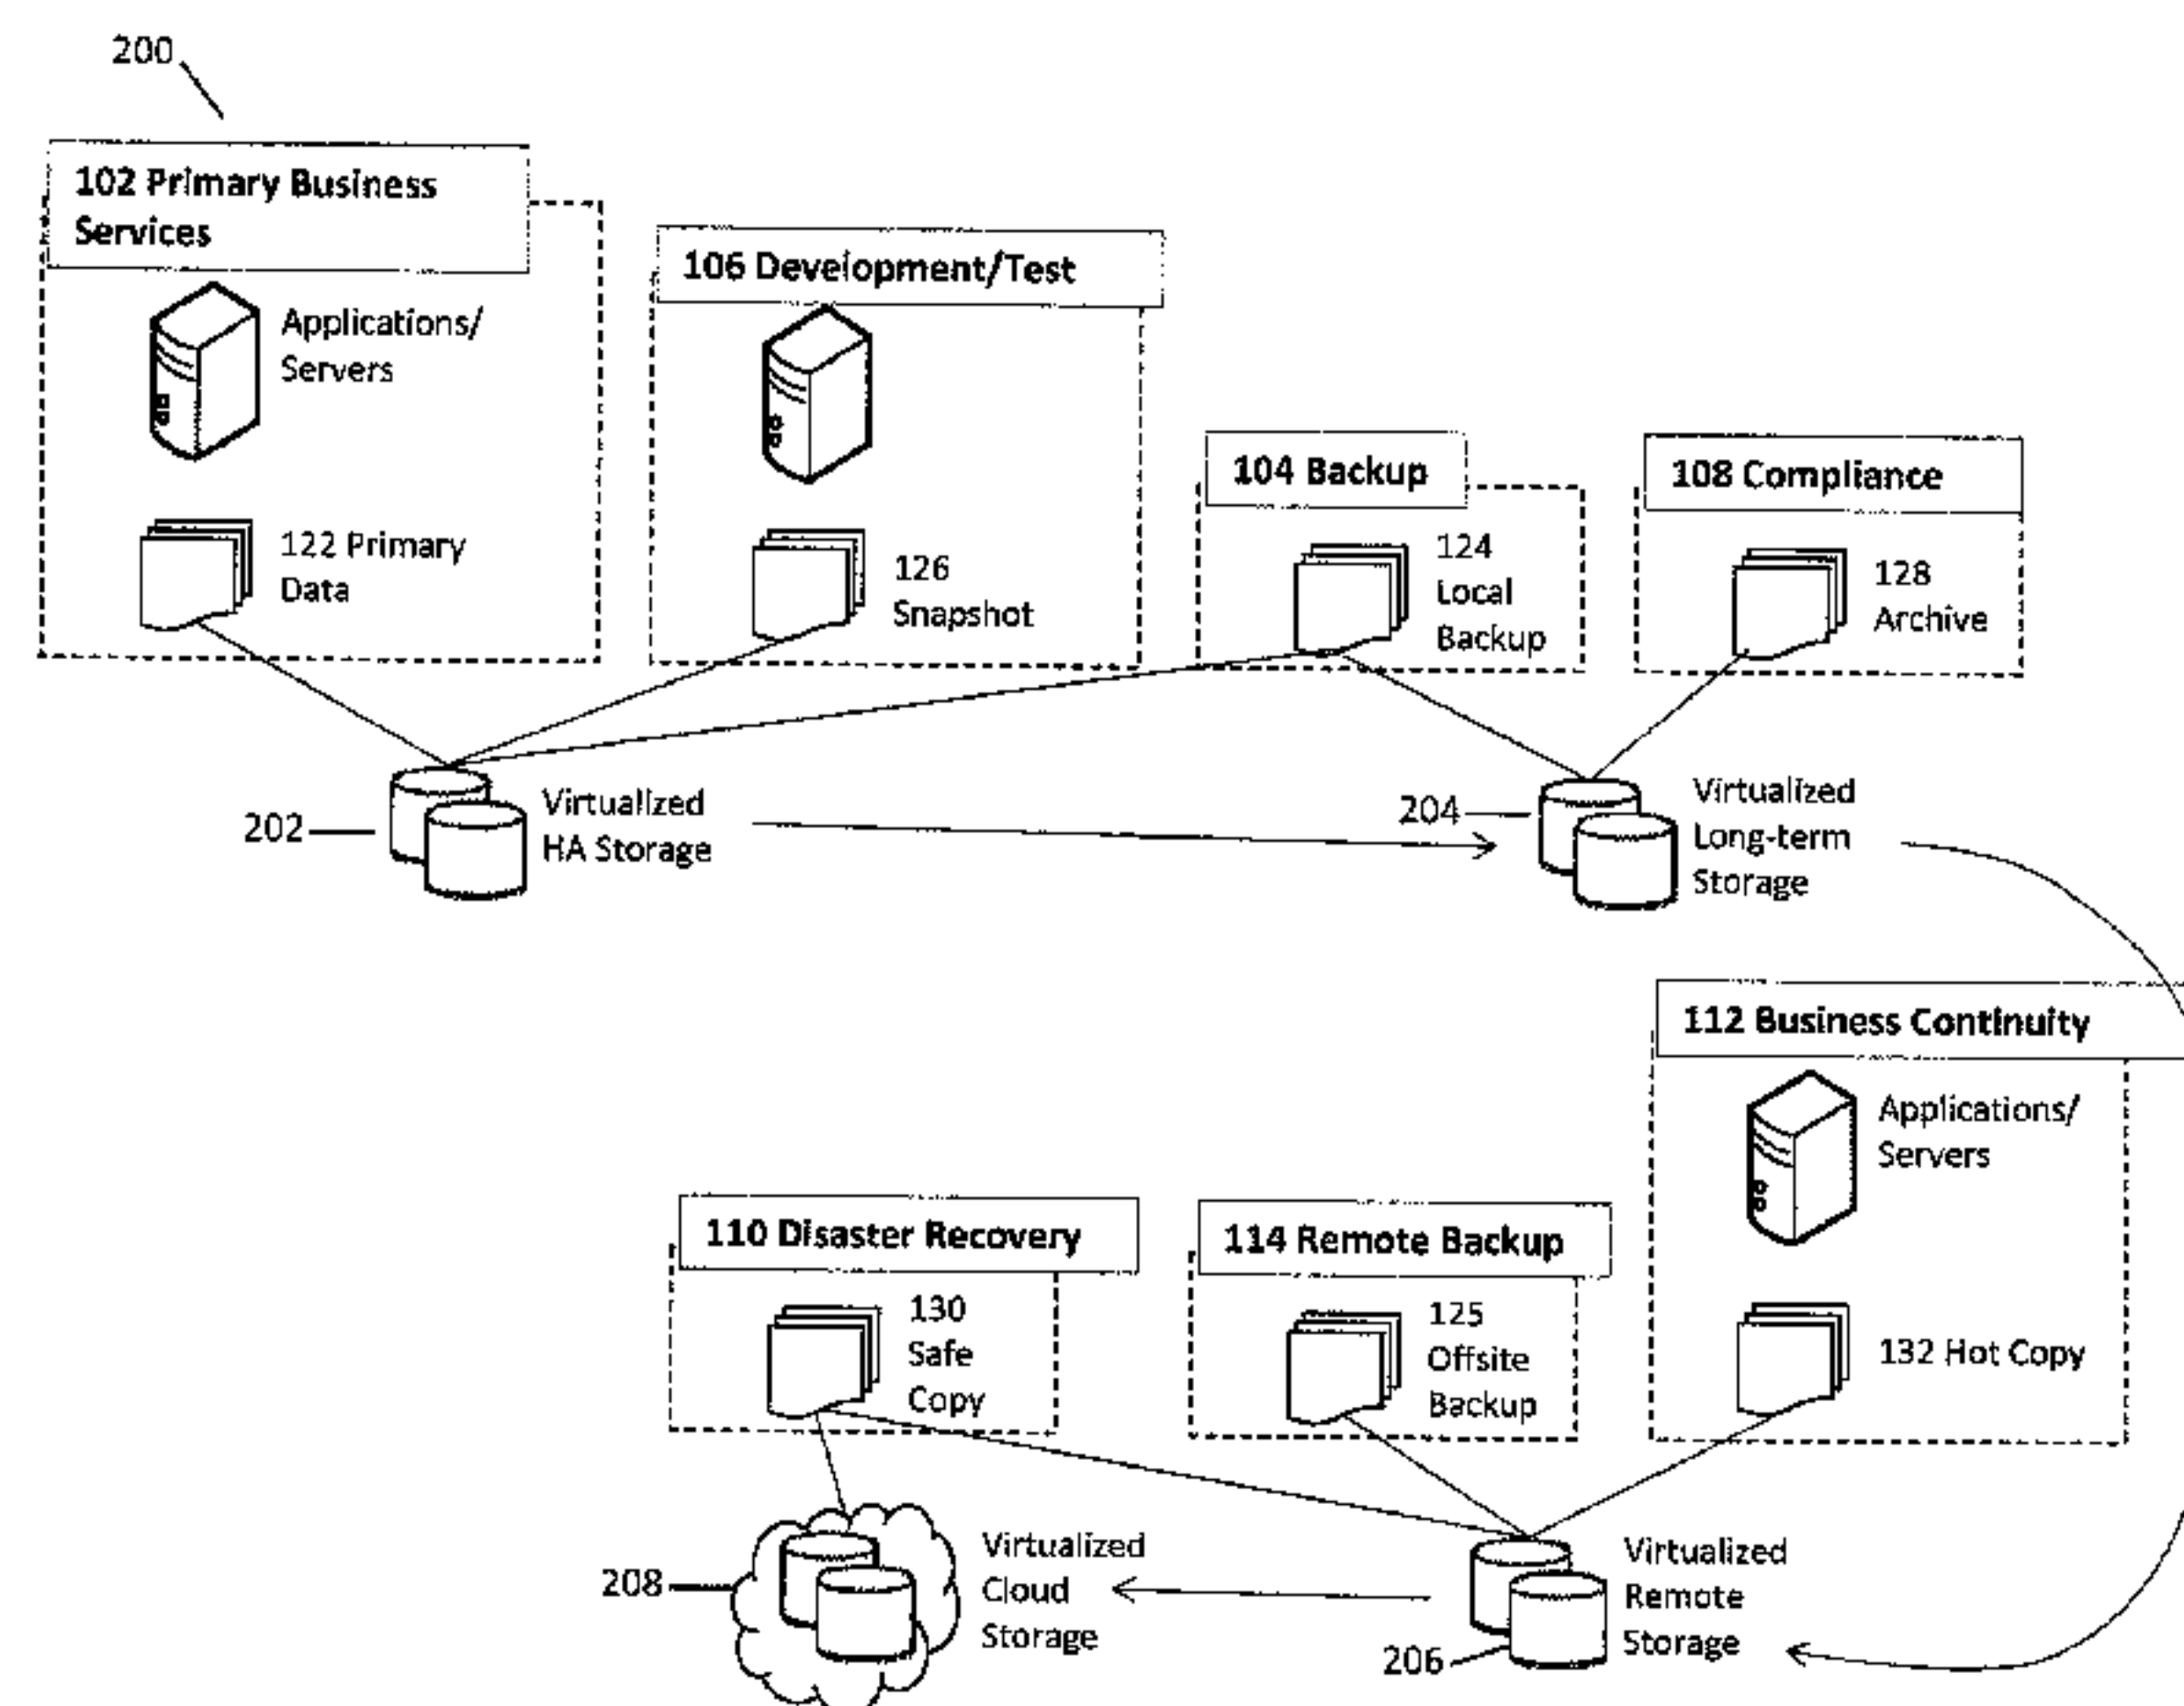 200
102 Primary Business
Services
Applications/
Servers
122 Primary
Data
106 Development/Test
126
Snapshot
104 Backup
124
Local
Backup
108 Compliance
128
Archive
202
Virtualized
HA Storage
204
Virtualized
Long-term
Storage
112 Business Continuity
Applications/
Servers
132 Hot Copy
110 Disaster Recovery
130
Safe
Copy
114 Remote Backup
125
Offsite
Backup
208
Virtualized
Cloud
Storage
206
Virtualized
Remote
Storage